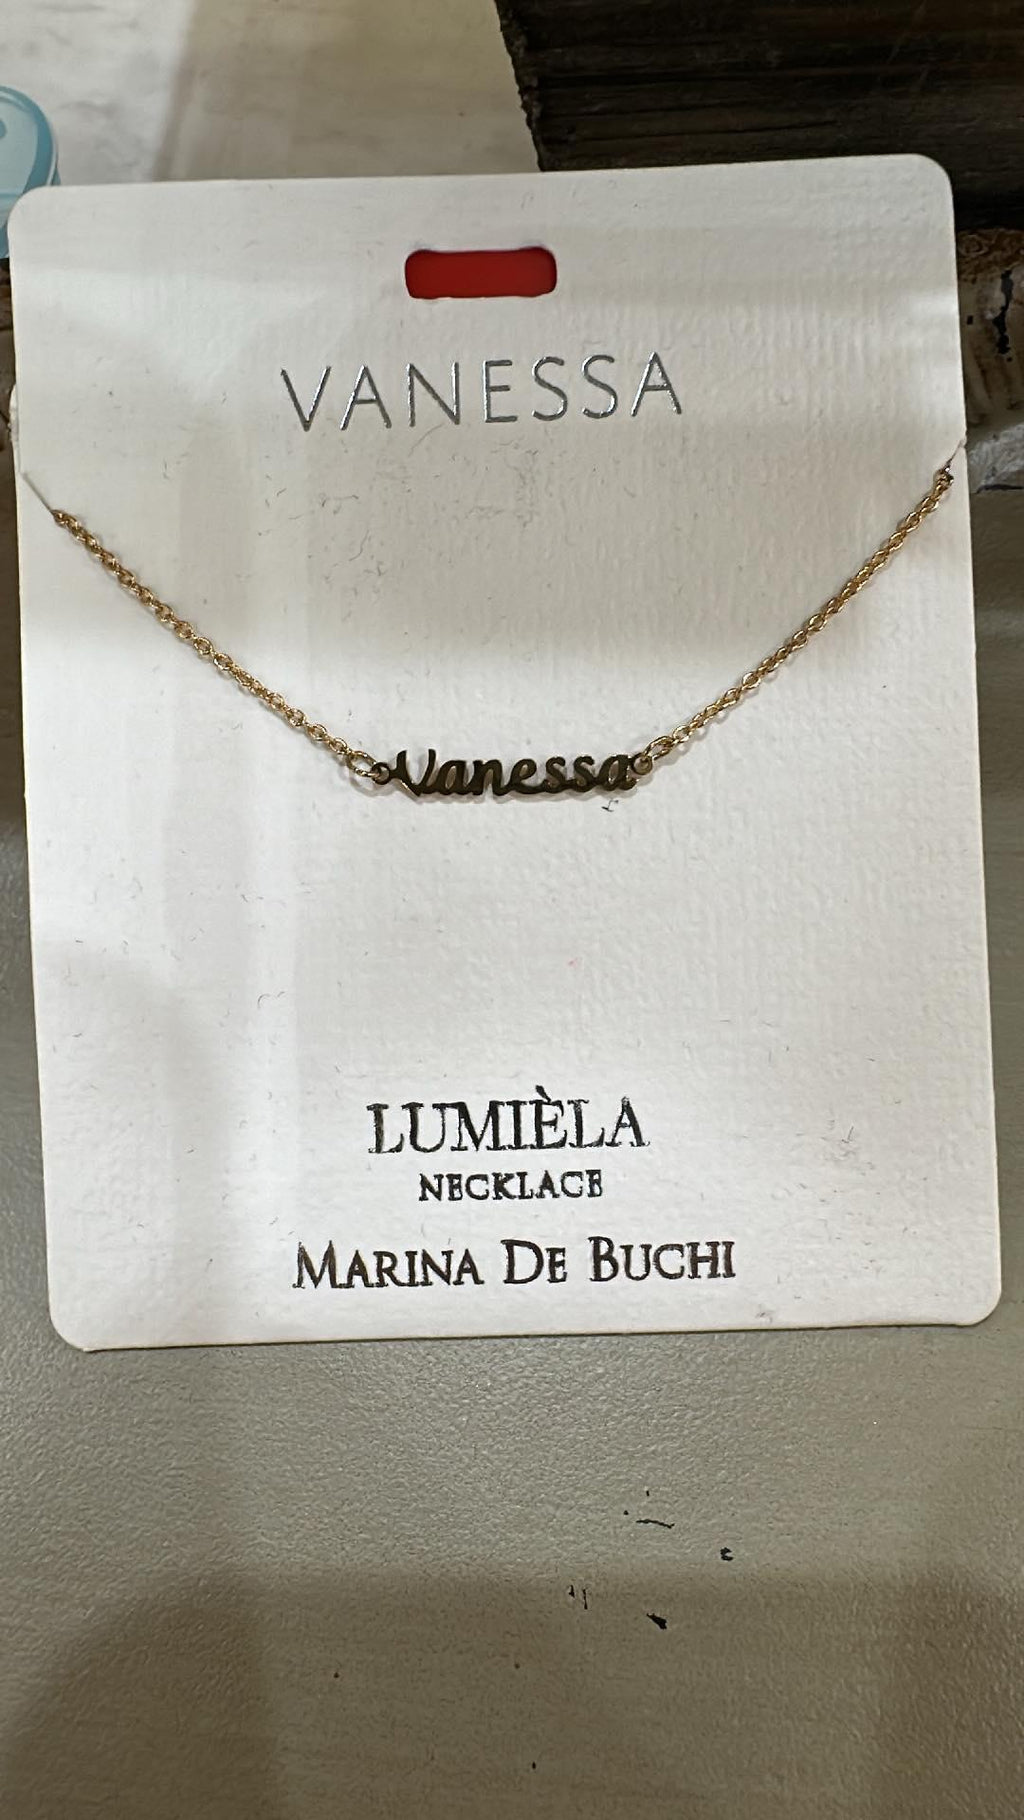 VANESSA
Vanessa
LUMIÈLA
NECKLACE
MARINA DE BUCHI